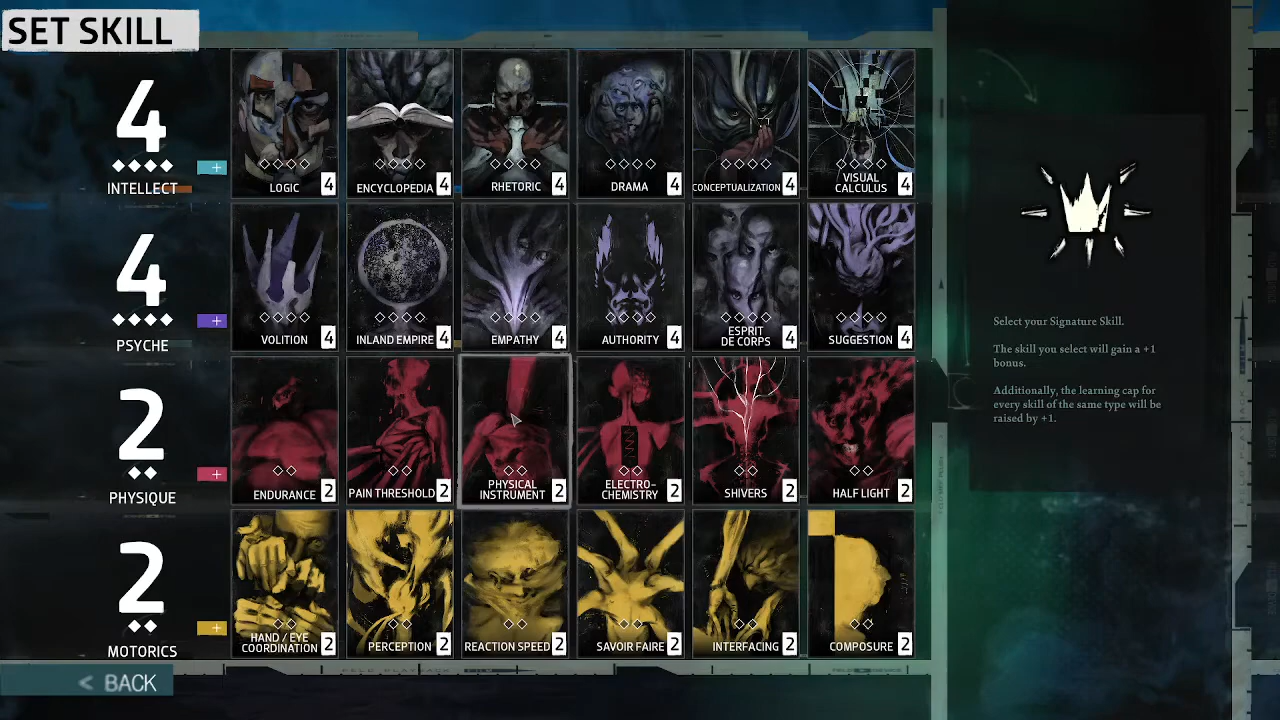 SET SKILL
4
INTELLECT
+
LOGIC 4
ENCYCLOPEDIA 4
RHETORIC 4
DRAMA 4
CONCEPTUALIZATION 4
VISUAL
CALCULUS 4
4
PSYCHE
+
VOLITION 4
INLAND EMPIRE 4
EMPATHY 4
AUTHORITY 4
ESPRIT
DE CORPS 4
SUGGESTION 4
2
PHYSIQUE
+
ENDURANCE 2
PAIN THRESHOLD 2
PHYSICAL
INSTRUMENT 2
ELECTRO-
CHEMISTRY 2
SHIVERS 2
HALF LIGHT 2
2
MOTORICS
+
HAND / EYE
COORDINATION 2
PERCEPTION 2
REACTION SPEED 2
SAVOIR FAIRE 2
INTERFACING 2
COMPOSURE 2
< BACK
Select your Signature Skill.
The skill you select will gain a +1
bonus.
Additionally, the learning cap for
every skill of the same type will be
raised by +1.